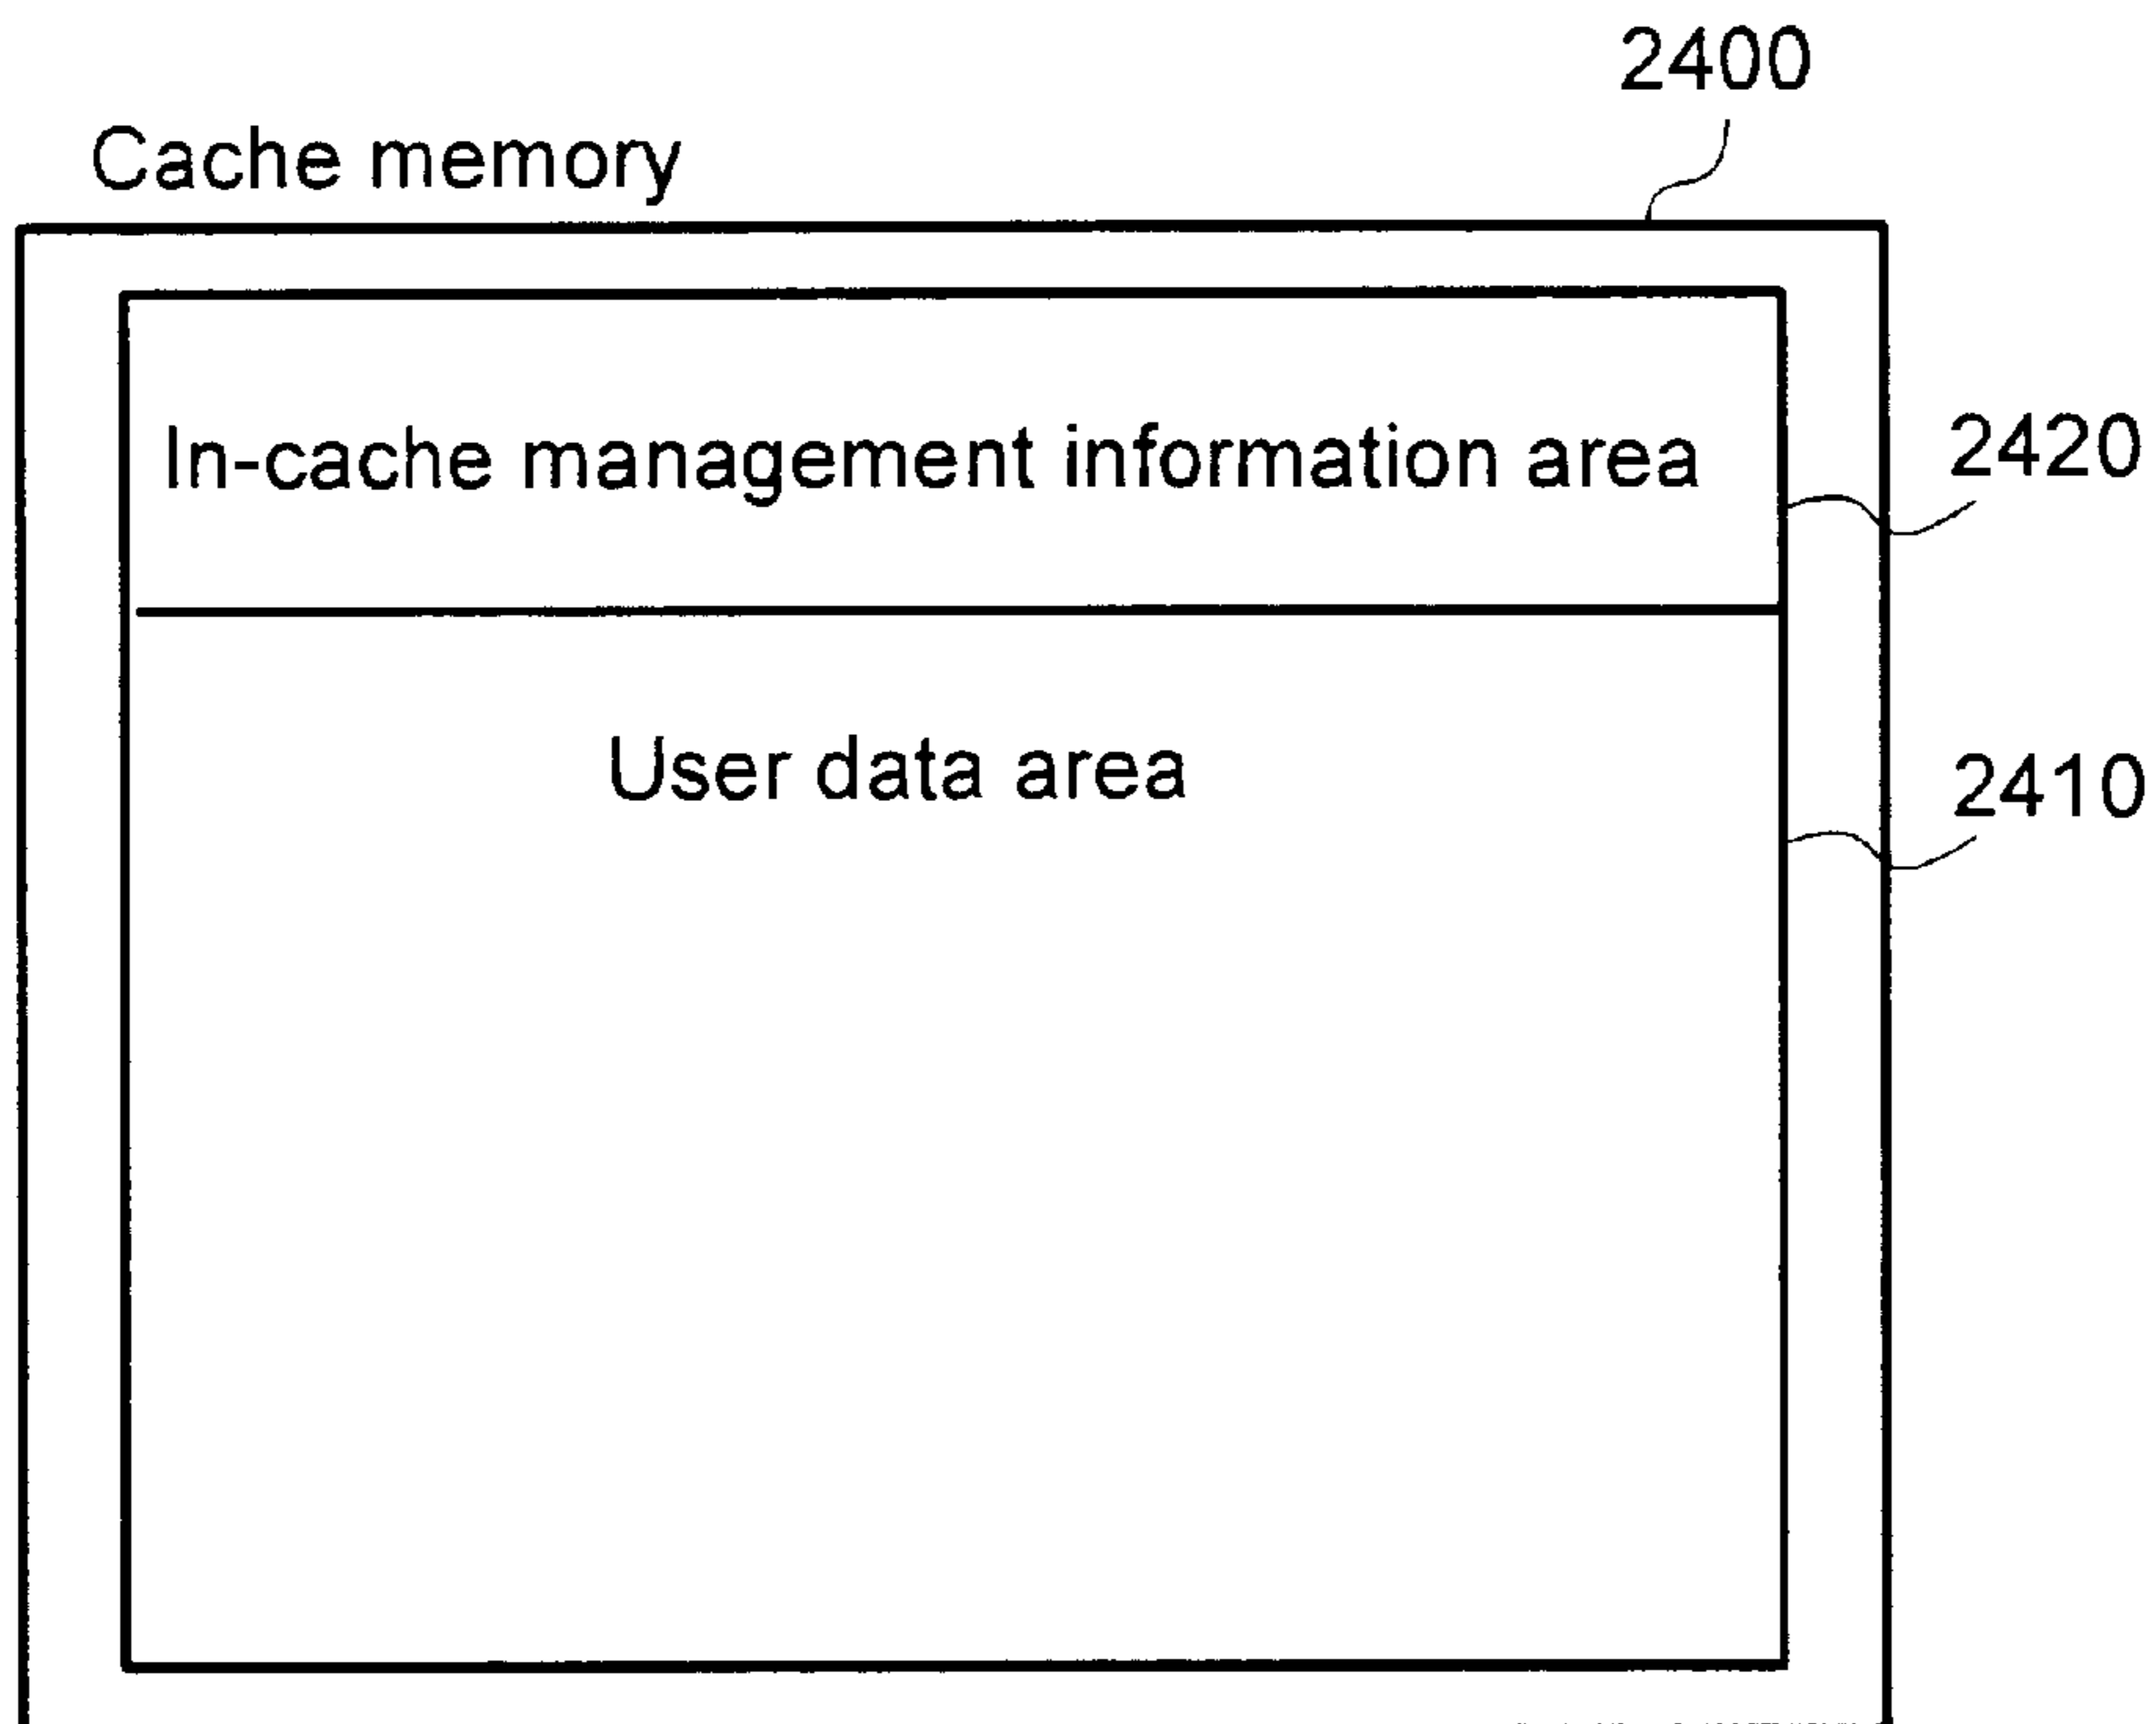 2400
Cache memory
In-cache management information area
2420
User data area
2410